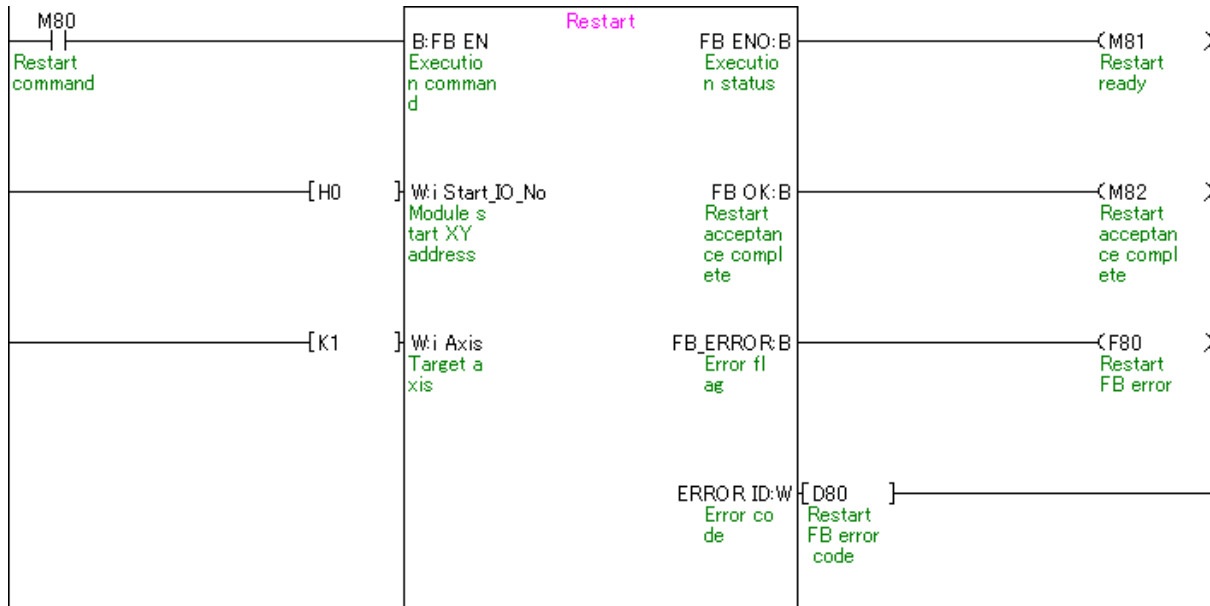 M80
Restart
command
Restart
B:FB EN
Executio
n comman
d
FB ENO:B
Executio
n status
M81
Restart
ready
H0
W:i Start_IO_No
Module s
tart XY
address
FB OK:B
Restart
acceptan
ce compl
ete
M82
Restart
acceptan
ce compl
ete
K1
W:i Axis
Target a
xis
FB_ERROR:B
Error fl
ag
F80
Restart
FB error
ERROR ID:W
Error co
de
D80
Restart
FB error
code